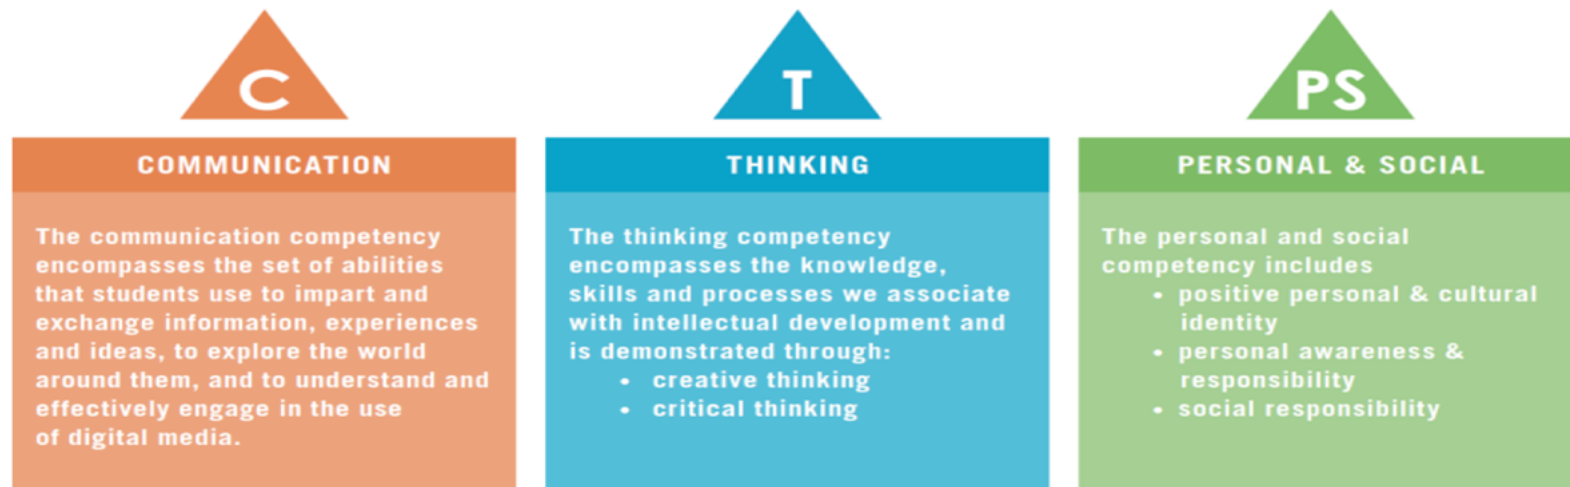 C
COMMUNICATION
The communication competency
encompasses the set of abilities
that students use to impart and
exchange information, experiences
and ideas, to explore the world
around them, and to understand and
effectively engage in the use
of digital media.
T
THINKING
The thinking competency
encompasses the knowledge,
skills and processes we associate
with intellectual development and
is demonstrated through:
• creative thinking
• critical thinking
PS
PERSONAL & SOCIAL
The personal and social
competency includes
• positive personal & cultural
identity
• personal awareness &
responsibility
• social responsibility